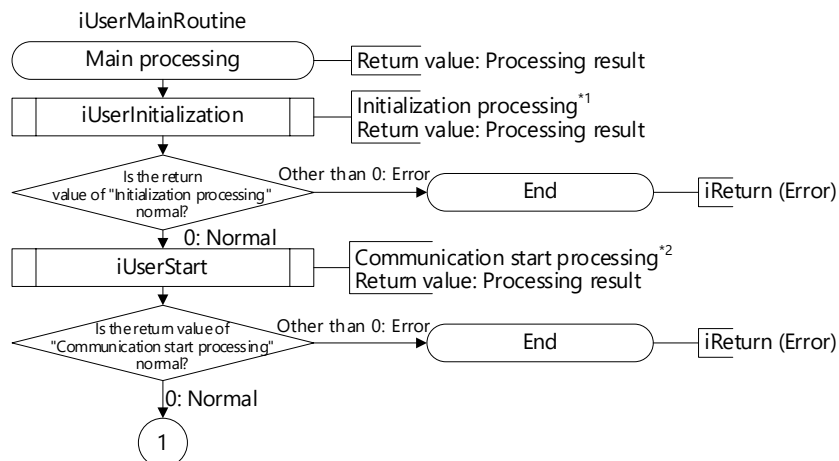 iUserMainRoutine
Main processing
Return value: Processing result
iUserInitialization
Initialization processing*1
Return value: Processing result
Is the return
value of "Initialization processing"
normal?
Other than 0: Error
End
iReturn (Error)
0: Normal
iUserStart
Communication start processing*2
Return value: Processing result
Is the return value of
"Communication start processing"
normal?
Other than 0: Error
End
iReturn (Error)
0: Normal
1